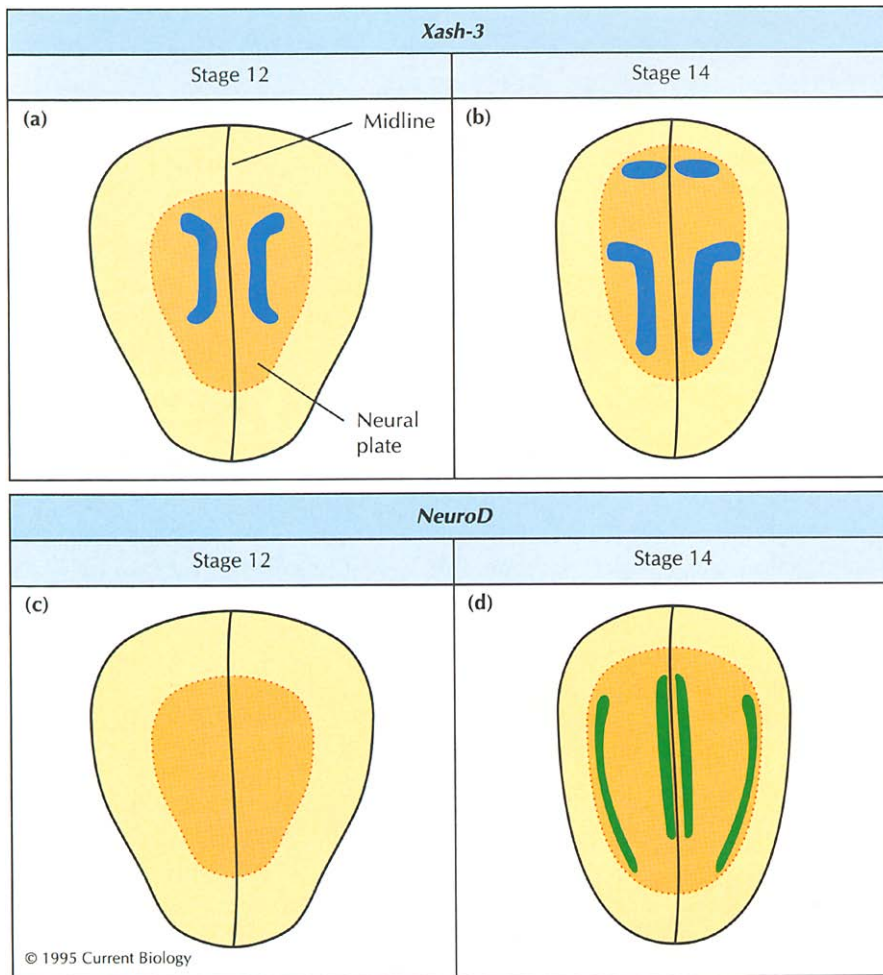 Xash-3
Stage 12
Stage 14
(a)
Midline
(b)
Neural
plate
NeuroD
Stage 12
Stage 14
(c)
(d)
© 1995 Current Biology